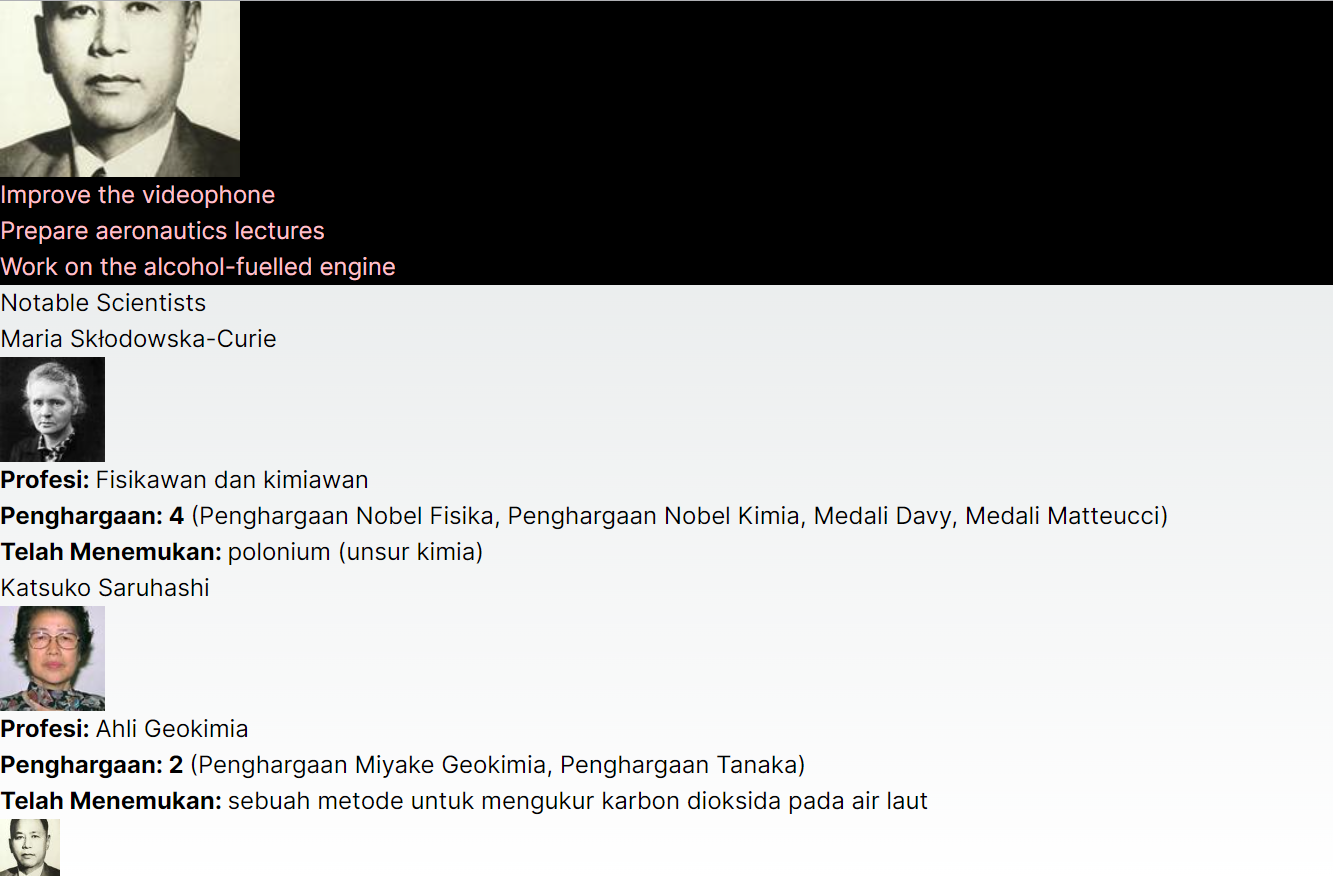 Improve the videophone
Prepare aeronautics lectures
Work on the alcohol-fuelled engine
Notable Scientists
Maria Skłodowska-Curie
Profesi: Fisikawan dan kimiawan
Penghargaan: 4 (Penghargaan Nobel Fisika, Penghargaan Nobel Kimia, Medali Davy, Medali Matteucci)
Telah Menemukan: polonium (unsur kimia)
Katsuko Saruhashi
Profesi: Ahli Geokimia
Penghargaan: 2 (Penghargaan Miyake Geokimia, Penghargaan Tanaka)
Telah Menemukan: sebuah metode untuk mengukur karbon dioksida pada air laut